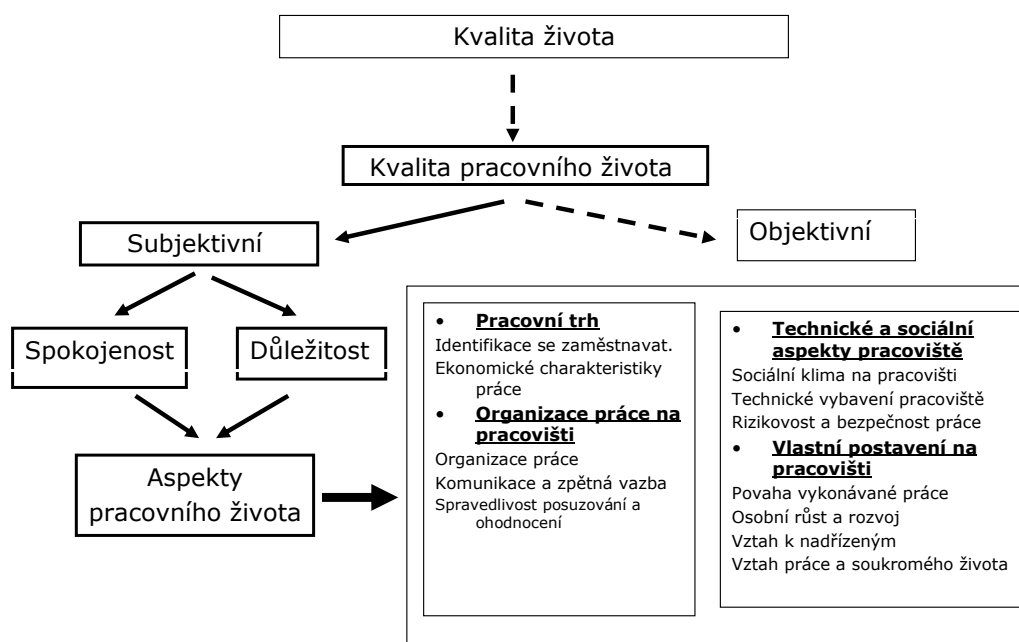 Kvalita života
Kvalita pracovního života
Subjektivní
Objektivní
Spokojenost
Důležitost
Aspekty
pracovního života
• Pracovní trh
Identifikace se zaměstnavat.
Ekonomické charakteristiky
práce
• Organizace práce na
pracovišti
Organizace práce
Komunikace a zpětná vazba
Spravedlivost posuzování a
ohodnocení
• Technické a sociální
aspekty pracoviště
Sociální klima na pracovišti
Technické vybavení pracoviště
Rizikovost a bezpečnost práce
• Vlastní postavení na
pracovišti
Povaha vykonávané práce
Osobní růst a rozvoj
Vztah k nadřízeným
Vztah práce a soukromého života